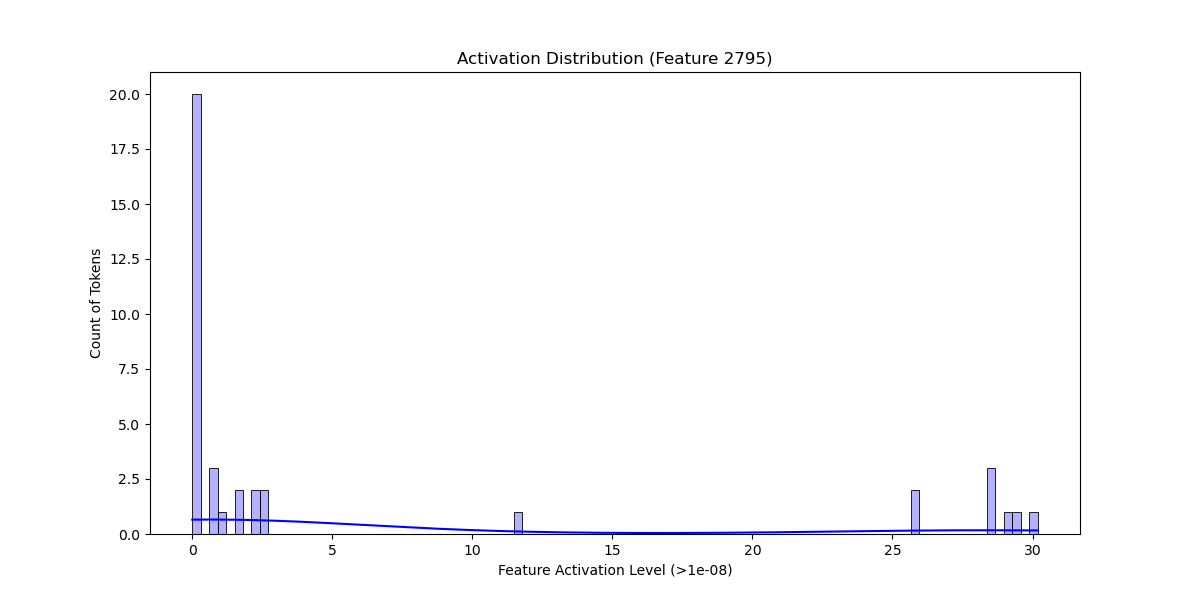 Activation Distribution (Feature 2795)
20.0
17.5
15.0
12.5
10.0
7.5
5.0
2.5
0.0
Count of Tokens
0 5 10 15 20 25 30
Feature Activation Level (>1e-08)